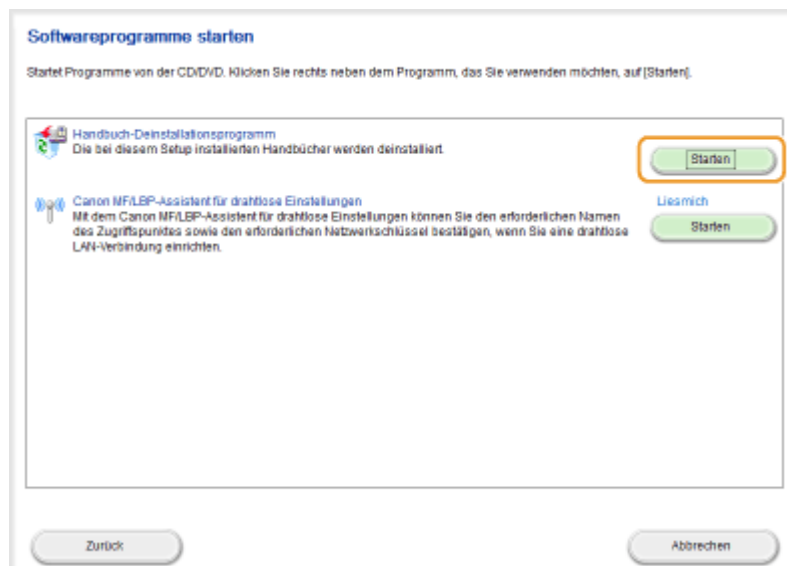 Softwareprogramme starten
Startet Programme von der CD/DVD. Klicken Sie rechts neben dem Programm, das Sie verwenden möchten, auf [Starten].
Handbuch-Deinstallationsprogramm
Die bei diesem Setup installierten Handbücher werden deinstalliert.
Starten
Canon MF/LBP-Assistent für drahtlose Einstellungen
Liesmich
Mit dem Canon MF/LBP-Assistent für drahtlose Einstellungen können Sie den erforderlichen Namen
des Zugriffspunktes sowie den erforderlichen Netzwerkschlüssel bestätigen, wenn Sie eine drahtlose
LAN-Verbindung einrichten.
Starten
Zurück
Abbrechen